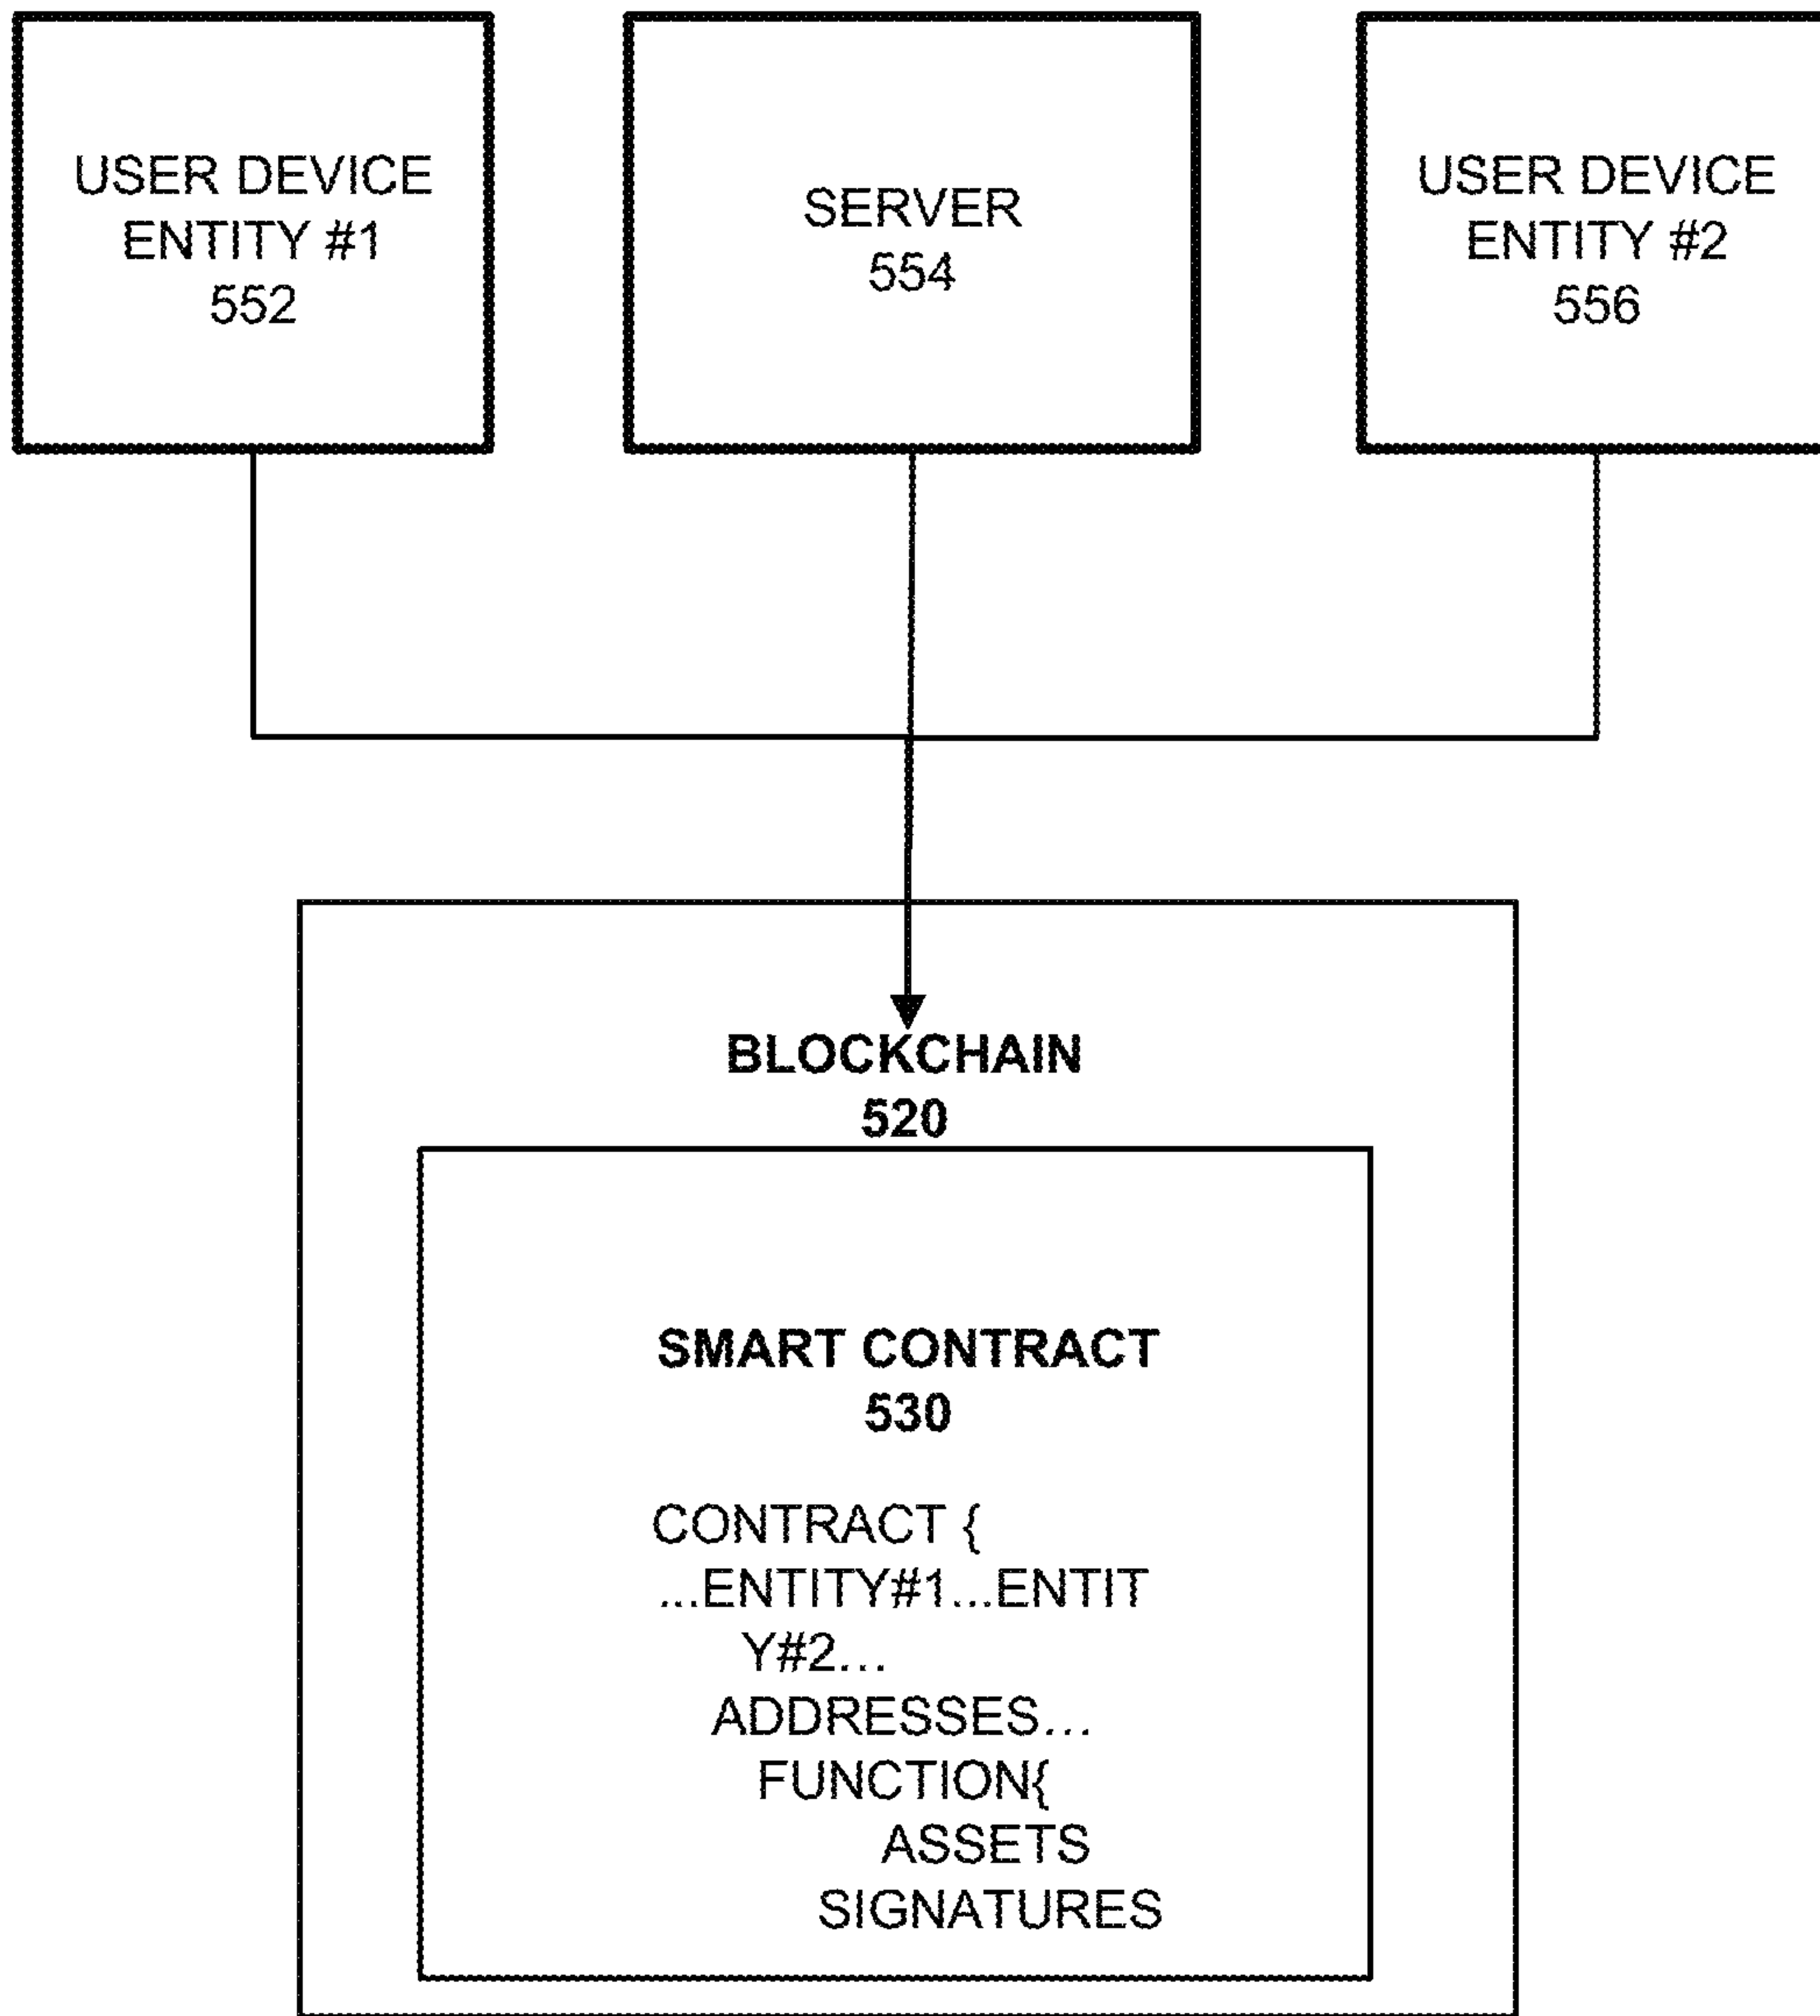 USER DEVICE
ENTITY #1
552
SERVER
554
USER DEVICE
ENTITY #2
556
BLOCKCHAIN
520
SMART CONTRACT
530
CONTRACT {
...ENTITY#1...ENTIT
Y#2...
ADDRESSES...
FUNCTION{
ASSETS
SIGNATURES